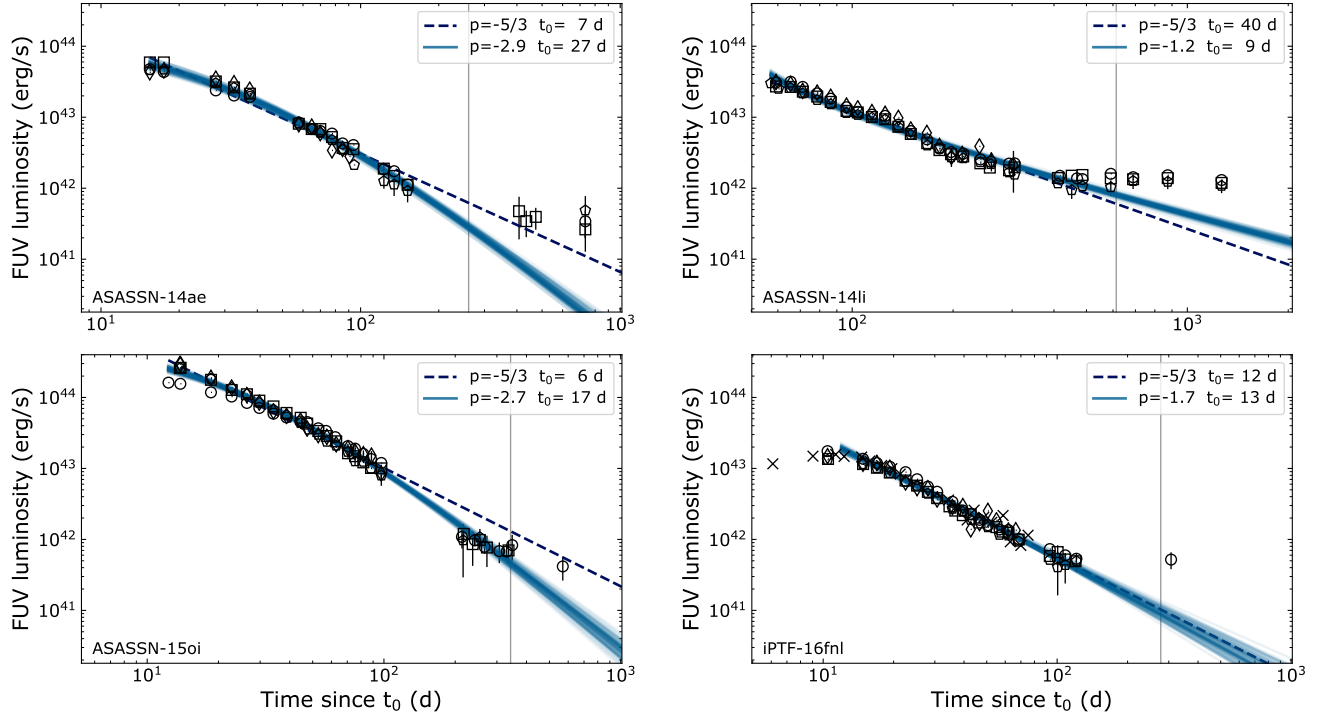 FUV luminosity (erg/s)
10⁴⁴
10⁴³
10⁴²
10⁴¹
p=-5/3 t₀= 7 d
p=-2.9 t₀= 27 d
ASASSN-14ae
10¹ 10² 10³
FUV luminosity (erg/s)
10⁴⁴
10⁴³
10⁴²
10⁴¹
p=-5/3 t₀= 40 d
p=-1.2 t₀= 9 d
ASASSN-14li
10² 10³
FUV luminosity (erg/s)
10⁴⁴
10⁴³
10⁴²
10⁴¹
p=-5/3 t₀= 6 d
p=-2.7 t₀= 17 d
ASASSN-15oi
10¹ 10² 10³
Time since t₀ (d)
FUV luminosity (erg/s)
10⁴⁴
10⁴³
10⁴²
10⁴¹
p=-5/3 t₀= 12 d
p=-1.7 t₀= 13 d
iPTF-16fnl
10¹ 10² 10³
Time since t₀ (d)